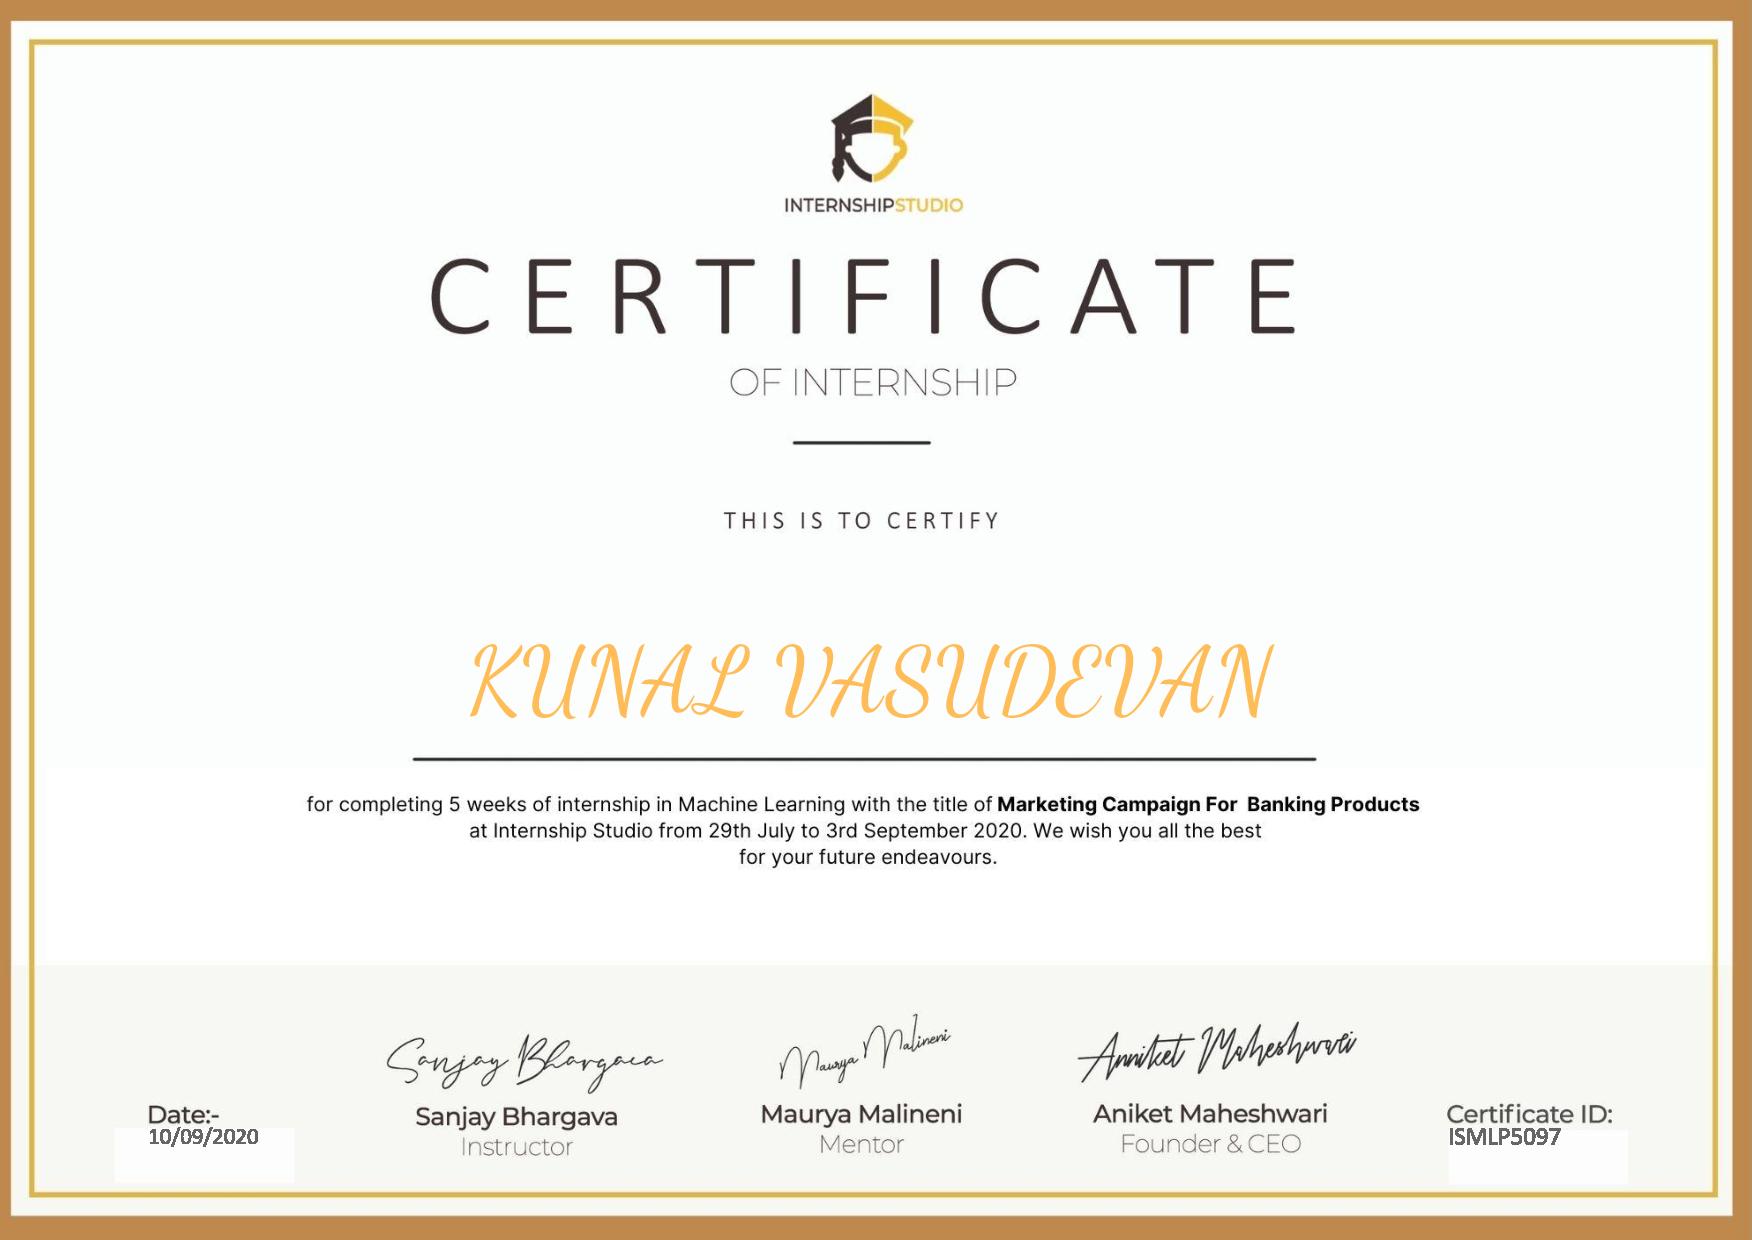 INTERNSHIPSTUDIO
CERTIFICATE
OF INTERNSHIP
THIS IS TO CERTIFY
KUNAL VASUDEVAN
for completing 5 weeks of internship in Machine Learning with the title of Marketing Campaign For Banking Products
at Internship Studio from 29th July to 3rd September 2020. We wish you all the best
for your future endeavours.
Sanjay Bhargava
Maurya Malineni
Anniket Maheshwari
Date:-
10/09/2020
Sanjay Bhargava
Instructor
Maurya Malineni
Mentor
Aniket Maheshwari
Founder & CEO
Certificate ID:
ISMLP5097